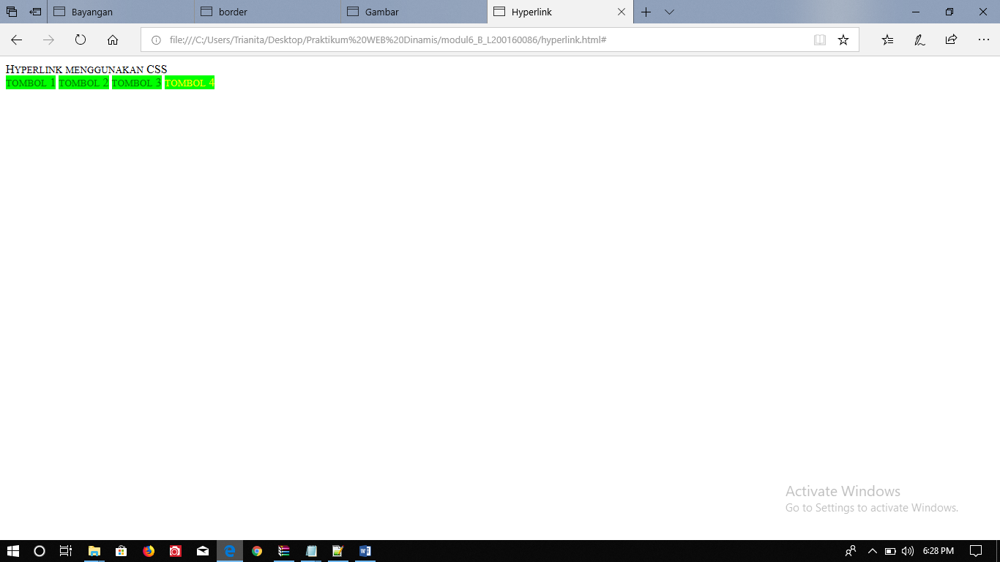 Bayangan border Gambar Hyperlink
file:///C:/Users/Trianita/Desktop/Praktikum%20WEB%20Dinamis/modul6_B_L200160086/hyperlink.html#
Hyperlink menggunakan CSS
tombol 1 tombol 2 tombol 3 tombol 4
Activate Windows
Go to Settings to activate Windows.
6:28 PM